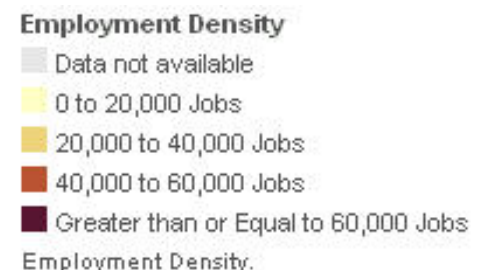 Employment Density
Data not available
0 to 20,000 Jobs
20,000 to 40,000 Jobs
40,000 to 60,000 Jobs
Greater than or Equal to 60,000 Jobs
Employment Density.